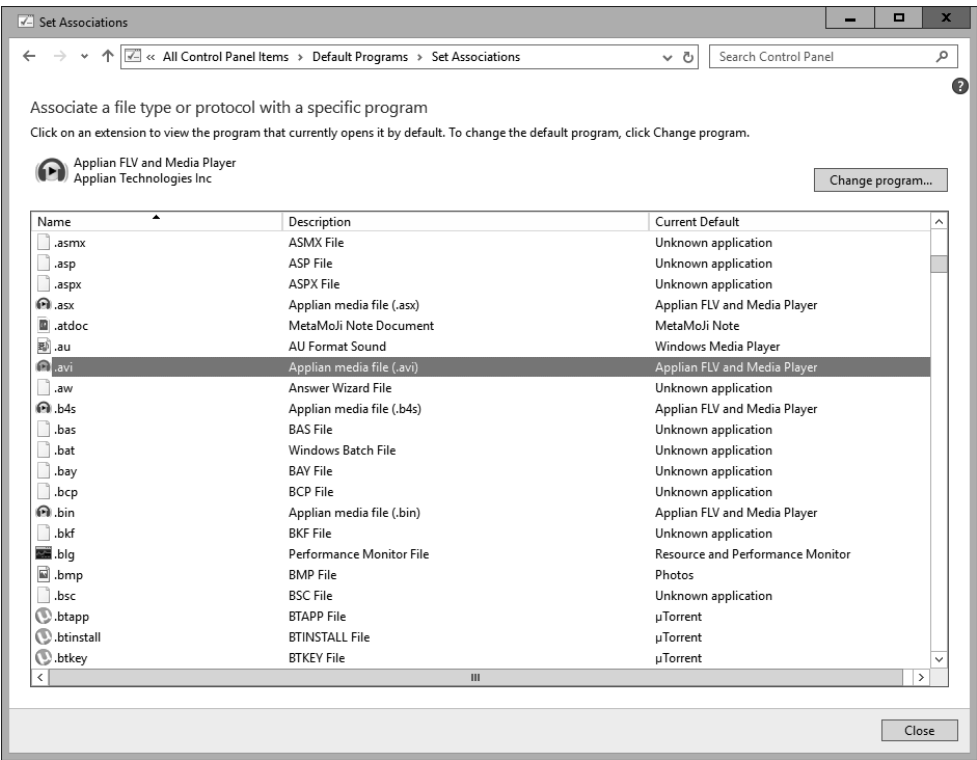 Set Associations
« All Control Panel Items › Default Programs › Set Associations
Search Control Panel
Associate a file type or protocol with a specific program
Click on an extension to view the program that currently opens it by default. To change the default program, click Change program.
Applian FLV and Media Player
Applian Technologies Inc
Change program...
Name Description Current Default
.asmx ASMX File Unknown application
.asp ASP File Unknown application
.aspx ASPX File Unknown application
.asx Applian media file (.asx) Applian FLV and Media Player
.atdoc MetaMoJi Note Document MetaMoJi Note
.au AU Format Sound Windows Media Player
.avi Applian media file (.avi) Applian FLV and Media Player
.aw Answer Wizard File Unknown application
.b4s Applian media file (.b4s) Applian FLV and Media Player
.bas BAS File Unknown application
.bat Windows Batch File Unknown application
.bay BAY File Unknown application
.bcp BCP File Unknown application
.bin Applian media file (.bin) Applian FLV and Media Player
.bkf BKF File Unknown application
.blg Performance Monitor File Resource and Performance Monitor
.bmp BMP File Photos
.bsc BSC File Unknown application
.btapp BTAPP File µTorrent
.btinstall BTINSTALL File µTorrent
.btkey BTKEY File µTorrent
Close